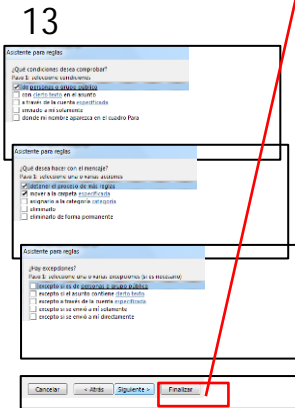 13
Asistente para reglas
¿Qué condiciones desea comprobar?
Paso 1: seleccione condiciones
de personas o grupo público
con cierto texto en el asunto
a través de la cuenta especificada
enviado a mí solamente
donde mi nombre aparezca en el cuadro Para
Asistente para reglas
¿Qué desea hacer con el mensaje?
Paso 1: seleccione una o varias acciones
detener el proceso de más reglas
mover a la carpeta especificada
asignarlo a la categoría categoría
eliminarlo
eliminarlo de forma permanente
Asistente para reglas
¿Hay excepciones?
Paso 1: seleccione una o varias excepciones (si es necesario)
excepto si es de personas o grupo público
excepto si el asunto contiene cierto texto
excepto a través de la cuenta especificada
excepto si se envió a mí solamente
excepto si se envió a mí directamente
Cancelar
< Atrás
Siguiente >
Finalizar